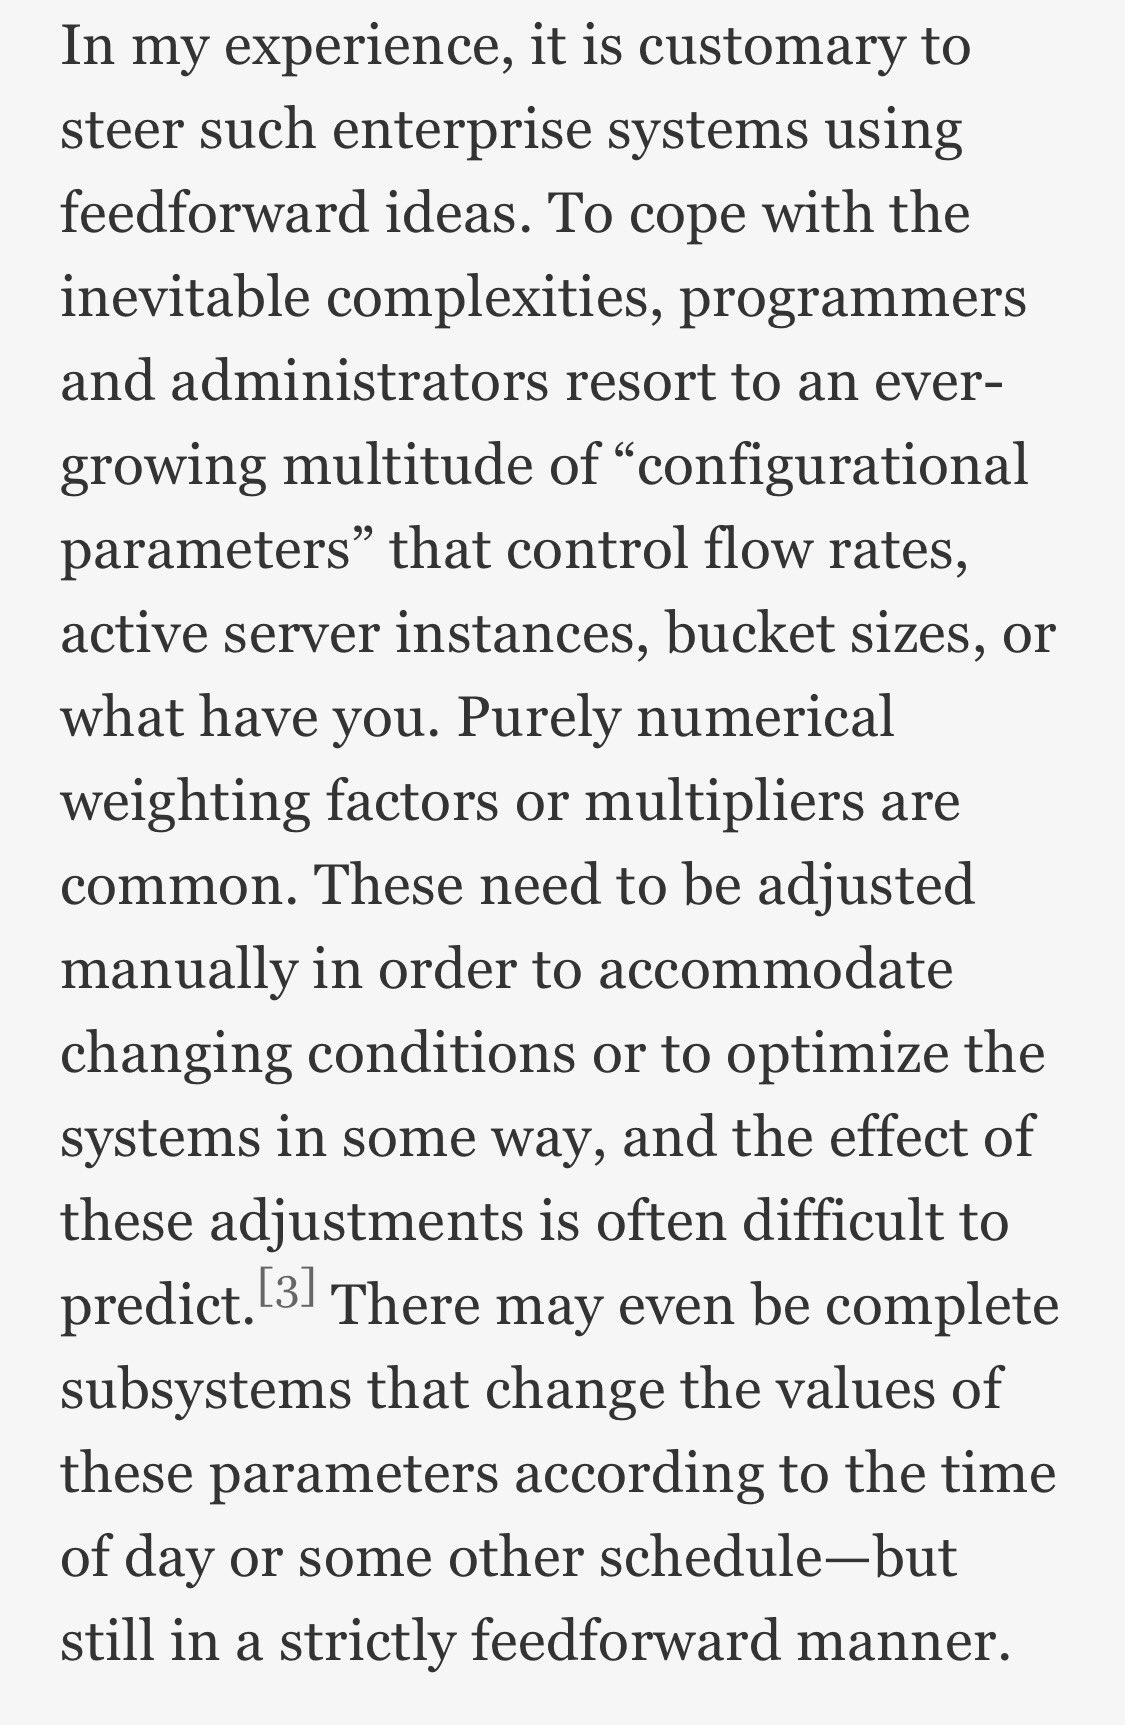 In my experience, it is customary to
steer such enterprise systems using
feedforward ideas. To cope with the
inevitable complexities, programmers
and administrators resort to an ever-
growing multitude of “configurational
parameters” that control flow rates,
active server instances, bucket sizes, or
what have you. Purely numerical
weighting factors or multipliers are
common. These need to be adjusted
manually in order to accommodate
changing conditions or to optimize the
systems in some way, and the effect of
these adjustments is often difficult to
predict.[3] There may even be complete
subsystems that change the values of
these parameters according to the time
of day or some other schedule—but
still in a strictly feedforward manner.